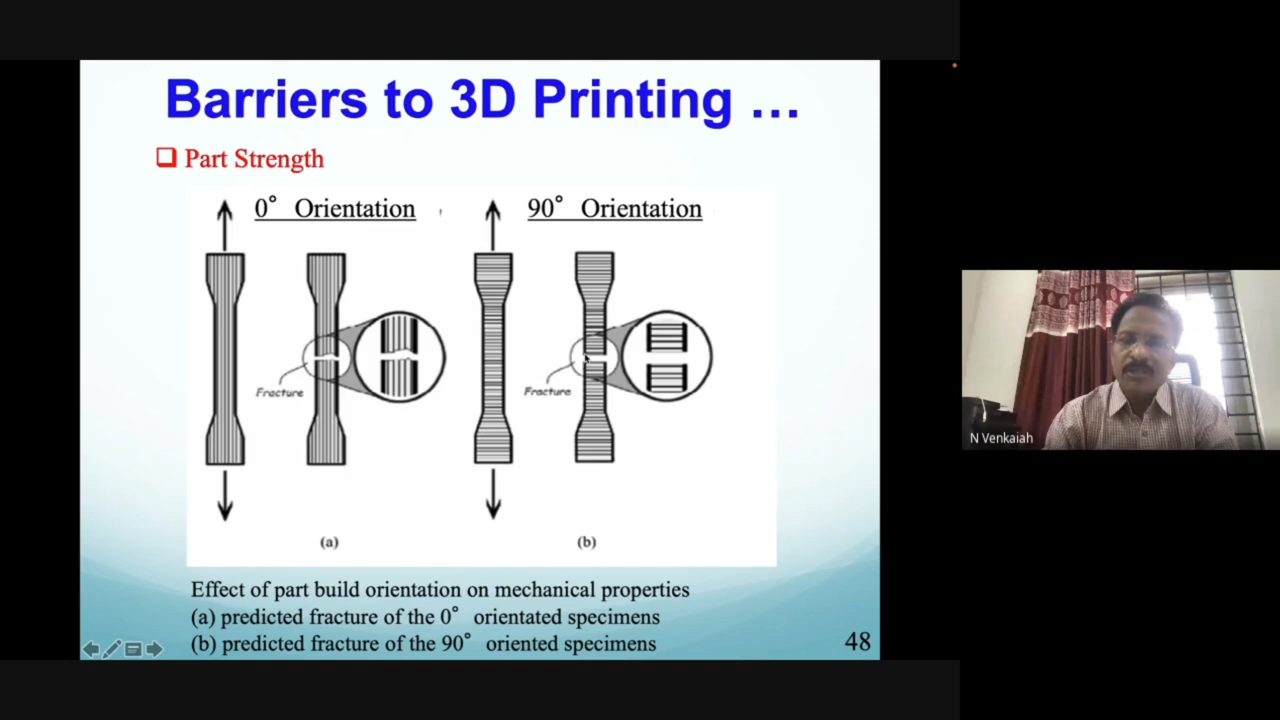 Barriers to 3D Printing ...
❑ Part Strength
0° Orientation
90° Orientation
Fracture
Fracture
(a)
(b)
Effect of part build orientation on mechanical properties
(a) predicted fracture of the 0° orientated specimens
(b) predicted fracture of the 90° oriented specimens
48
N Venkaiah